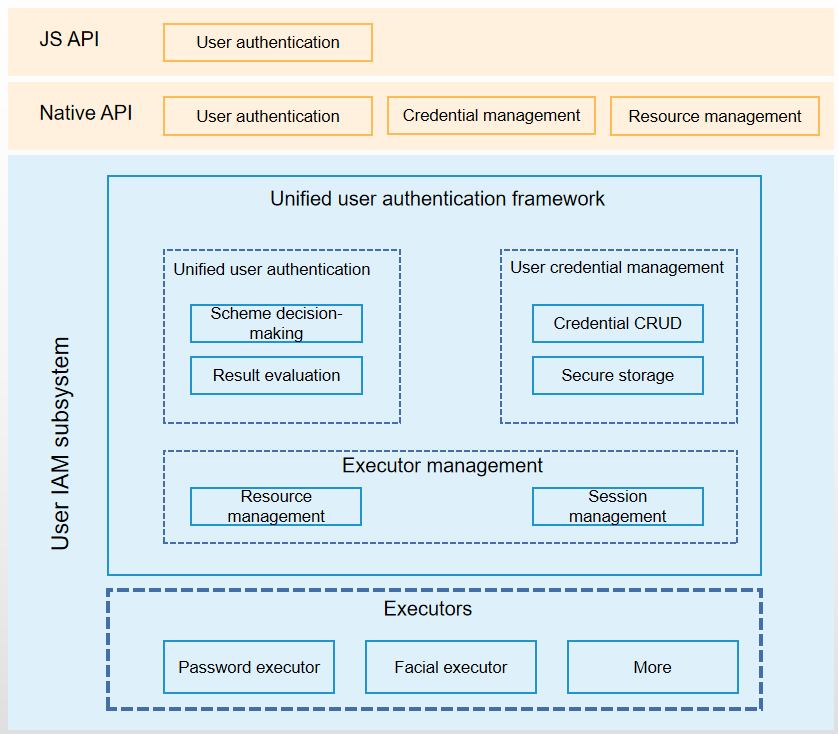 JS API
User authentication
Native API
User authentication
Credential management
Resource management
User IAM subsystem
Unified user authentication framework
Unified user authentication
Scheme decision-
making
Result evaluation
User credential management
Credential CRUD
Secure storage
Executor management
Resource
management
Session
management
Executors
Password executor
Facial executor
More